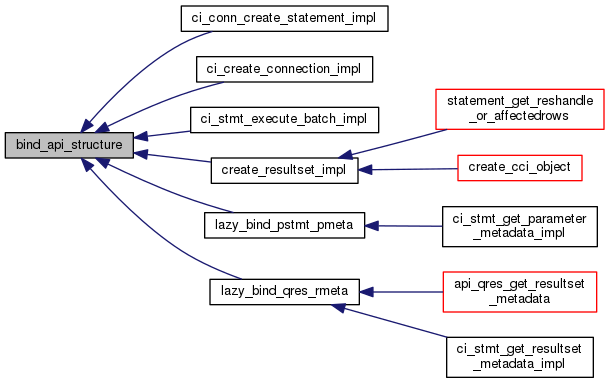 ci_conn_create_statement_impl
ci_create_connection_impl
ci_stmt_execute_batch_impl
statement_get_reshandle
_or_affectedrows
bind_api_structure
create_resultset_impl
create_cci_object
lazy_bind_pstmt_pmeta
ci_stmt_get_parameter
_metadata_impl
lazy_bind_qres_rmeta
api_qres_get_resultset
_metadata
ci_stmt_get_resultset
_metadata_impl